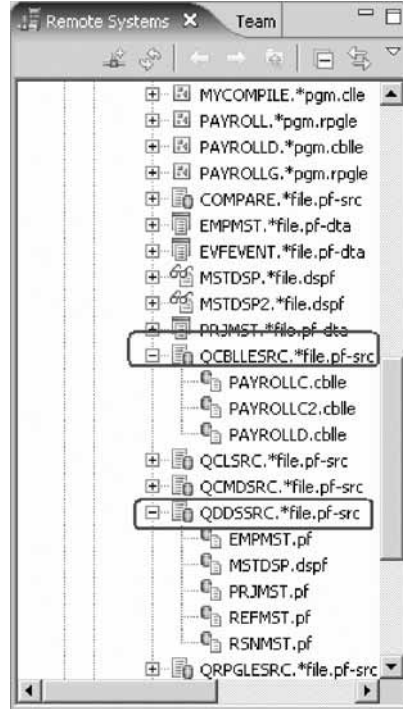 Remote Systems Team
MYCOMPILE.*pgm.clle
PAYROLL.*pgm.rpgle
PAYROLLD.*pgm.cblle
PAYROLLG.*pgm.rpgle
COMPARE.*file.pf-src
EMPMST.*file.pf-dta
EVFEVENT.*file.pf-dta
MSTDSP.*file.dspf
MSTDSP2.*file.dspf
PRJMST.*file.pf-dta
QCBLLESRC.*file.pf-src
PAYROLLC.cblle
PAYROLLC2.cblle
PAYROLLD.cblle
QCLSRC.*file.pf-src
QCMDSRC.*file.pf-src
QDDSSRC.*file.pf-src
EMPMST.pf
MSTDSP.dspf
PRJMST.pf
REFMST.pf
RSNMST.pf
QRPGLESRC.*file.pf-src